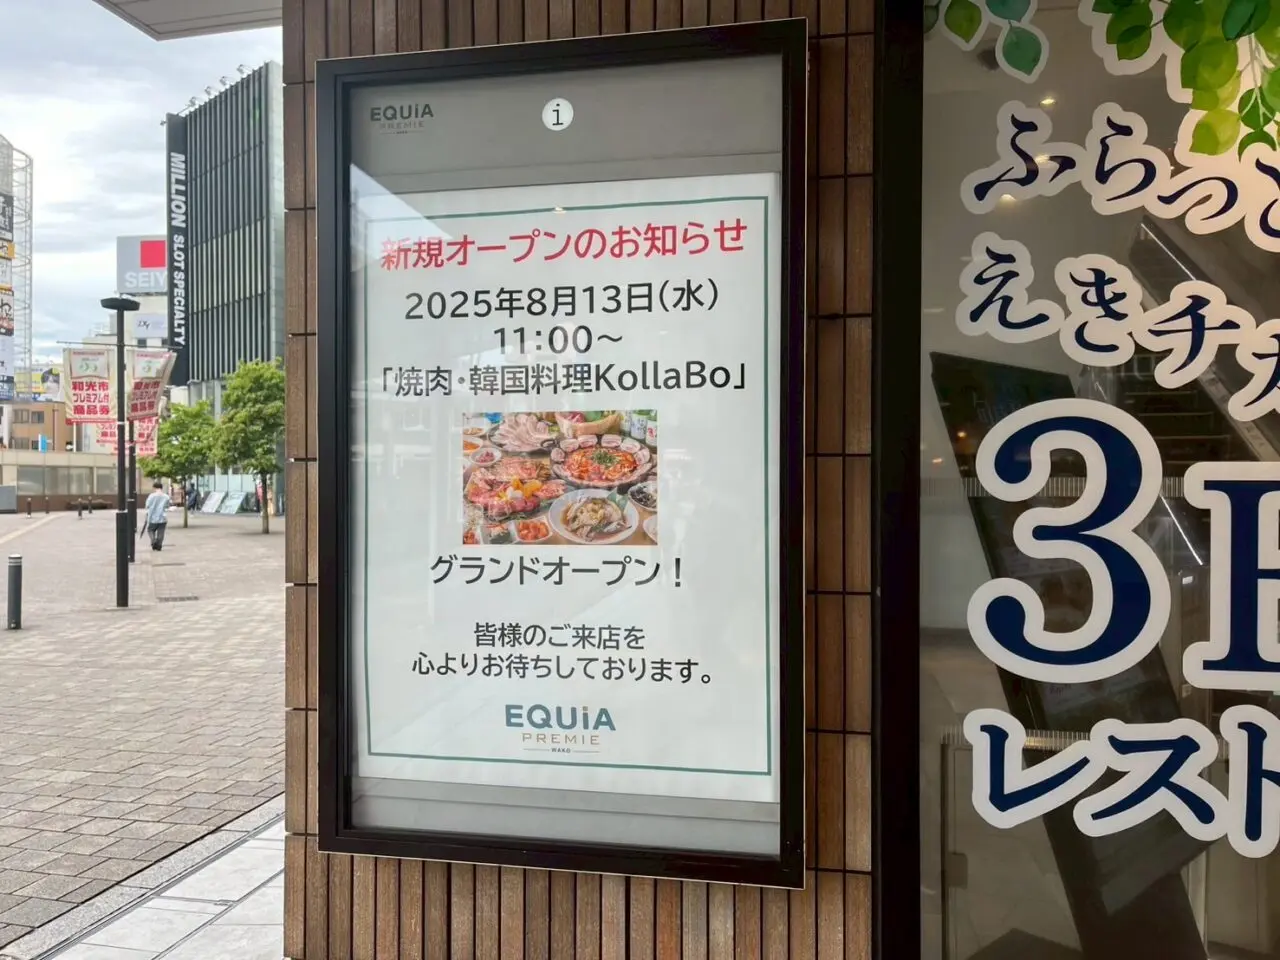 EQUiA
PREMIE
WAKO
i
新規オープンのお知らせ
2025年8月13日(水)
11:00～
「焼肉・韓国料理KollaBo」
グランドオープン！
皆様のご来店を
心よりお待ちしております。
EQUiA
PREMIE
WAKO
MILLION SLOT SPECIALTY
SEIY
和光市
プレミアム付
商品券
ふらっと
えきチカ
3F
レスト